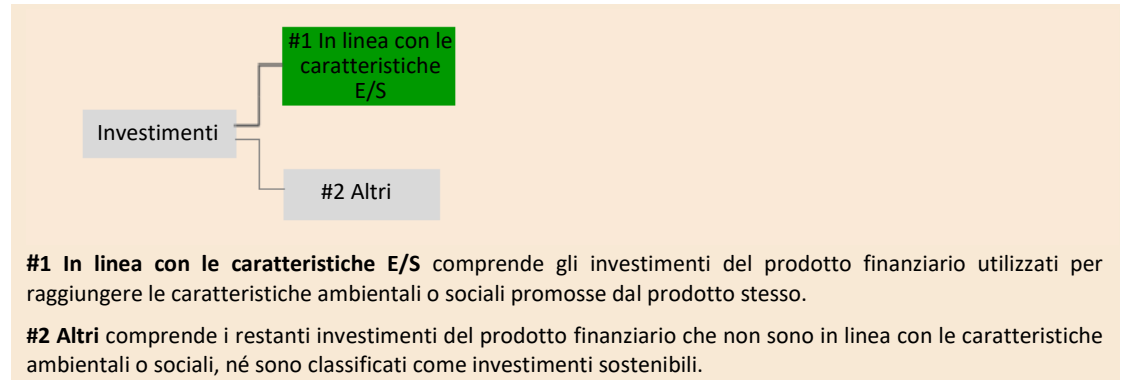 #1 In linea con le
caratteristiche
E/S
Investimenti
#2 Altri
#1 In linea con le caratteristiche E/S comprende gli investimenti del prodotto finanziario utilizzati per
raggiungere le caratteristiche ambientali o sociali promosse dal prodotto stesso.
#2 Altri comprende i restanti investimenti del prodotto finanziario che non sono in linea con le caratteristiche
ambientali o sociali, né sono classificati come investimenti sostenibili.